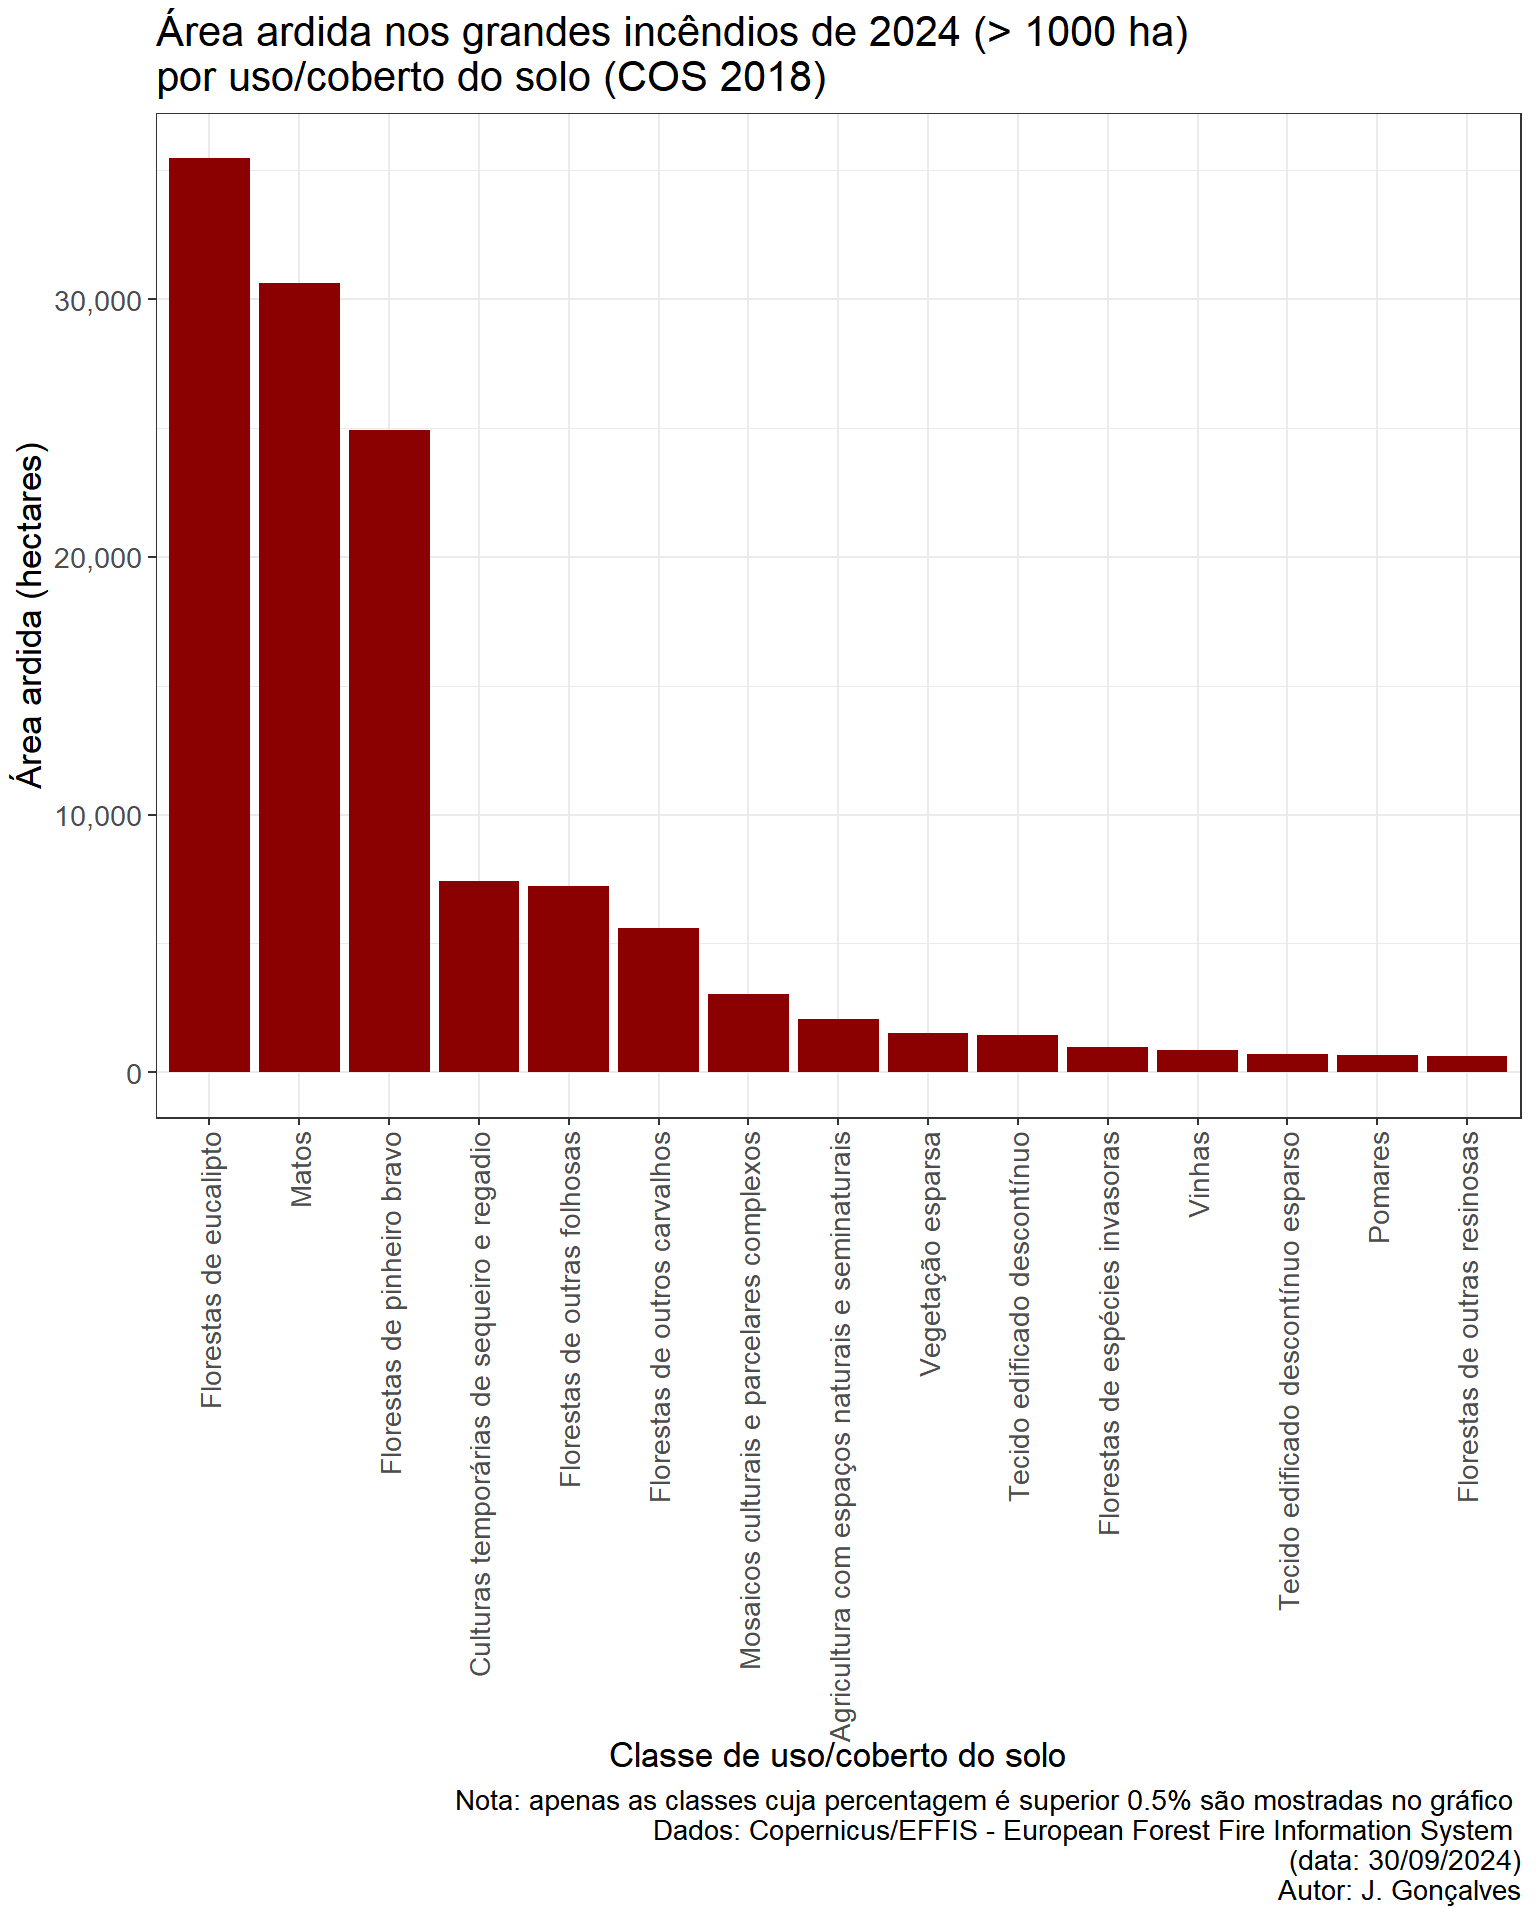 Área ardida nos grandes incêndios de 2024 (> 1000 ha)
por uso/coberto do solo (COS 2018)
Área ardida (hectares)
30,000
20,000
10,000
0
Florestas de eucalipto
Matos
Florestas de pinheiro bravo
Culturas temporárias de sequeiro e regadio
Florestas de outras folhosas
Florestas de outros carvalhos
Mosaicos culturais e parcelares complexos
Agricultura com espaços naturais e seminaturais
Vegetação esparsa
Tecido edificado descontínuo
Florestas de espécies invasoras
Vinhas
Tecido edificado descontínuo esparso
Pomares
Florestas de outras resinosas
Classe de uso/coberto do solo
Nota: apenas as classes cuja percentagem é superior 0.5% são mostradas no gráfico
Dados: Copernicus/EFFIS - European Forest Fire Information System
(data: 30/09/2024)
Autor: J. Gonçalves